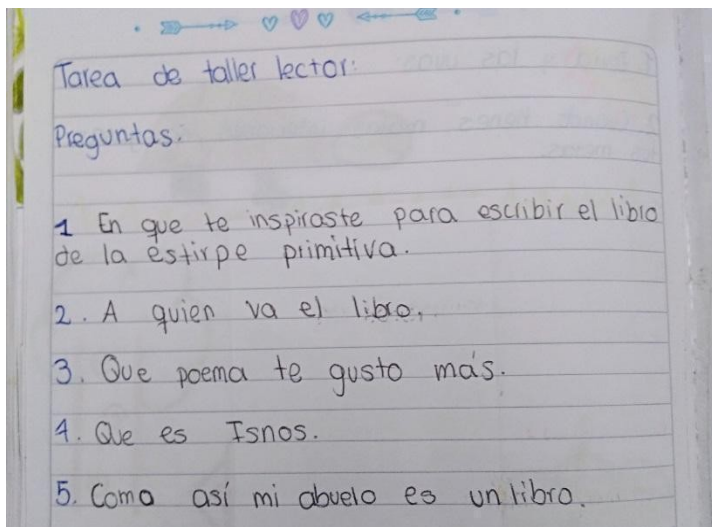 Tarea de taller lector:
Preguntas.
1 En que te inspiraste para escribir el libro
de la estirpe primitiva.
2. A quien va el libro.
3. Que poema te gusto más.
4. Que es Isnos.
5. Como así mi abuelo es un libro.